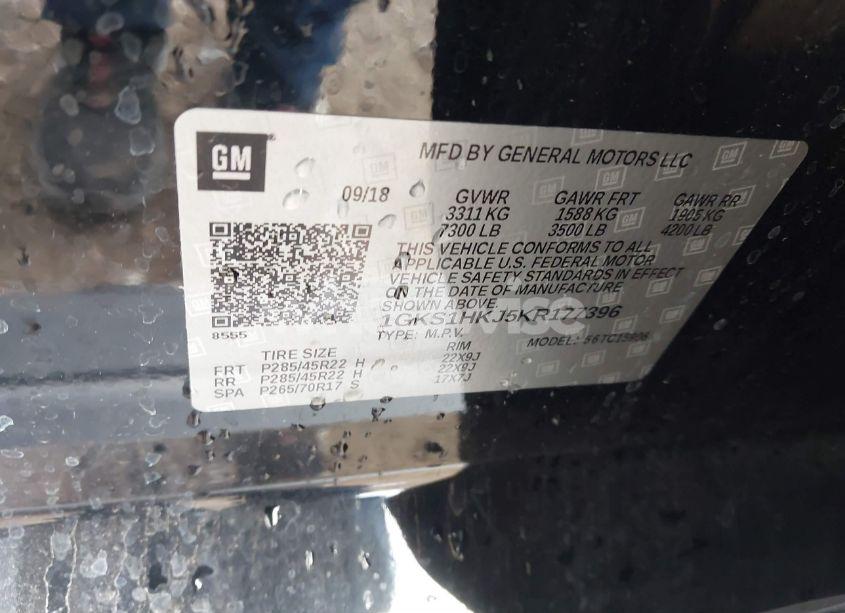 GM
MFD BY GENERAL MOTORS LLC
09/18 GVWR GAWR FRT GAWR RR
3311 KG 1588 KG 1905 KG
7300 LB 3500 LB 4200 LB
THIS VEHICLE CONFORMS TO ALL
APPLICABLE U.S. FEDERAL MOTOR
VEHICLE SAFETY STANDARDS IN EFFECT
ON THE DATE OF MANUFACTURE
SHOWN ABOVE.
1GKS1HKJ5KR177396
8555 TYPE: M.P.V. MODEL:
TIRE SIZE RIM
FRT P285/45R22 H 22X9J
RR P285/45R22 H 22X9J
SPA P265/70R17 S 17X7J